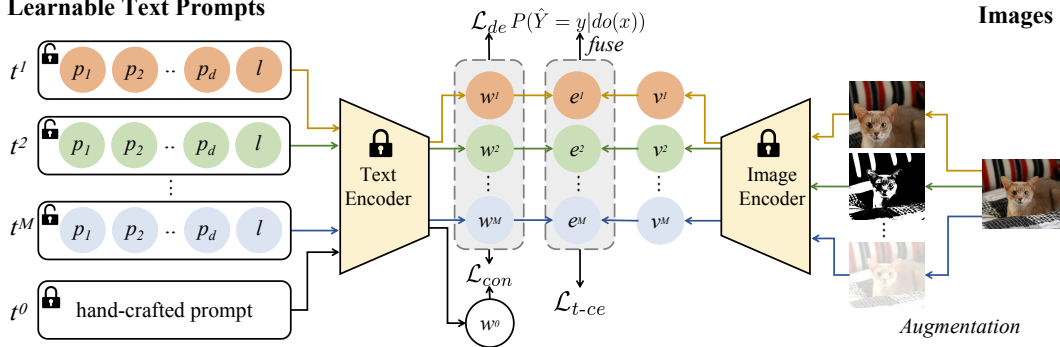 Learnable Text Prompts
Images
t¹ p₁ p₂ .. p_d l
t² p₁ p₂ .. p_d l
⋮
t^M p₁ p₂ .. p_d l
t⁰ hand-crafted prompt
Text
Encoder
ℒ_de P(Ŷ = y|do(x))
fuse
w¹ e¹ v¹
w² e² v²
⋮ ⋮ ⋮
w^M e^M v^M
ℒ_con
ℒ_t-ce
w⁰
Image
Encoder
⋮
Augmentation